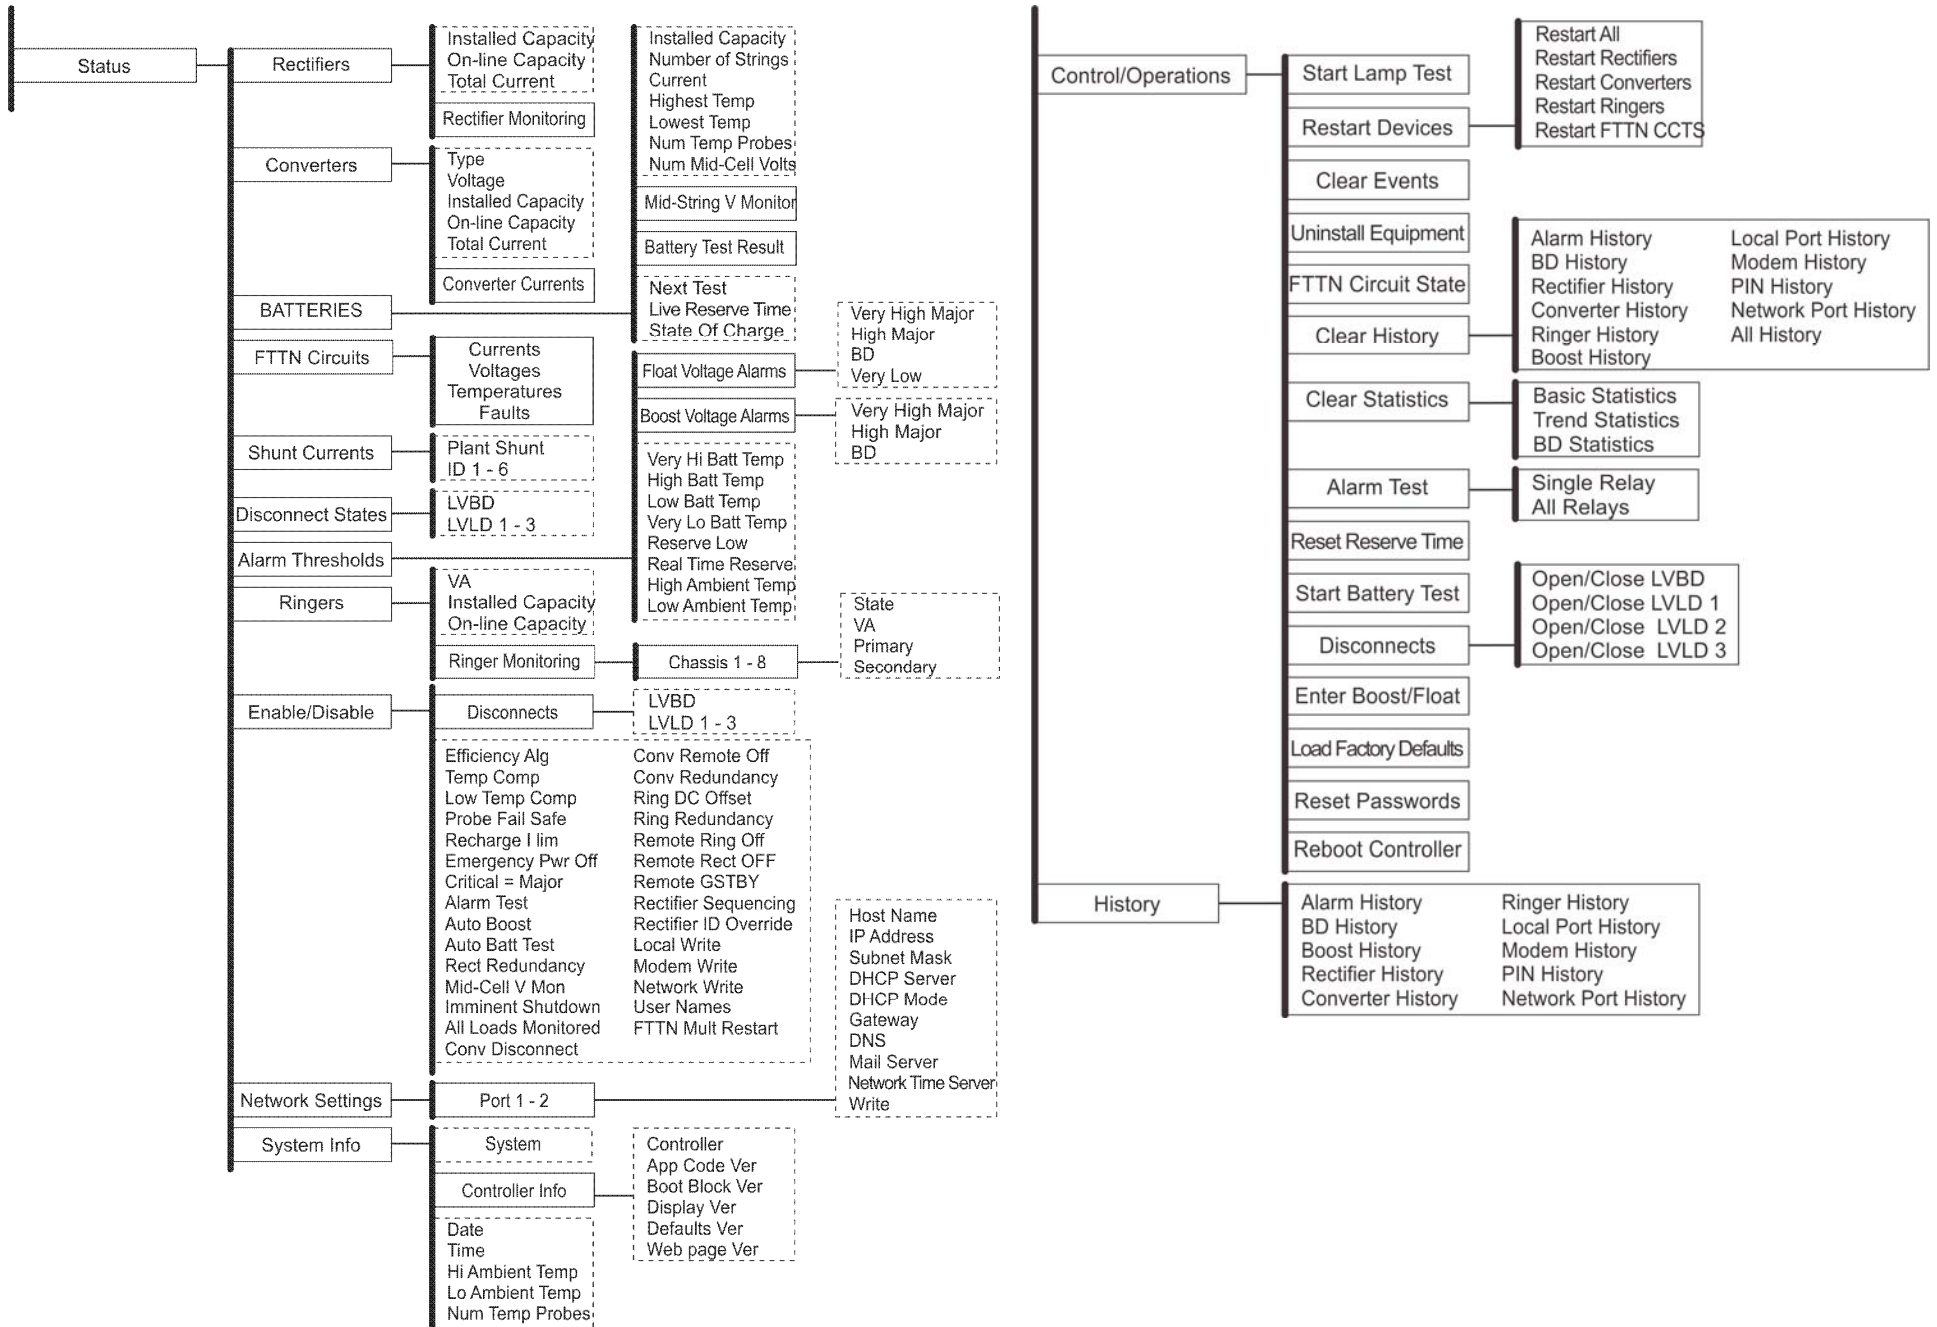 Status
Rectifiers
Installed Capacity
On-line Capacity
Total Current
Rectifier Monitoring
Converters
Type
Voltage
Installed Capacity
On-line Capacity
Total Current
Converter Currents
BATTERIES
Installed Capacity
Number of Strings
Current
Highest Temp
Lowest Temp
Num Temp Probes
Num Mid-Cell Volts
Mid-String V Monitor
Battery Test Result
Next Test
Live Reserve Time
State Of Charge
FTTN Circuits
Currents
Voltages
Temperatures
Faults
Shunt Currents
Plant Shunt
ID 1 - 6
Disconnect States
LVBD
LVLD 1 - 3
Alarm Thresholds
Float Voltage Alarms
Very High Major
High Major
BD
Very Low
Boost Voltage Alarms
Very High Major
High Major
BD
Very Hi Batt Temp
High Batt Temp
Low Batt Temp
Very Lo Batt Temp
Reserve Low
Real Time Reserve
High Ambient Temp
Low Ambient Temp
Ringers
VA
Installed Capacity
On-line Capacity
Ringer Monitoring
Chassis 1 - 8
State
VA
Primary
Secondary
Enable/Disable
Disconnects
LVBD
LVLD 1 - 3
Efficiency Alg
Temp Comp
Low Temp Comp
Probe Fail Safe
Recharge I lim
Emergency Pwr Off
Critical = Major
Alarm Test
Auto Boost
Auto Batt Test
Rect Redundancy
Mid-Cell V Mon
Imminent Shutdown
All Loads Monitored
Conv Disconnect
Conv Remote Off
Conv Redundancy
Ring DC Offset
Ring Redundancy
Remote Ring Off
Remote Rect OFF
Remote GSTBY
Rectifier Sequencing
Rectifier ID Override
Local Write
Modem Write
Network Write
User Names
FTTN Mult Restart
Network Settings
Port 1 - 2
Host Name
IP Address
Subnet Mask
DHCP Server
DHCP Mode
Gateway
DNS
Mail Server
Network Time Server
Write
System Info
System
Controller Info
Controller
App Code Ver
Boot Block Ver
Display Ver
Defaults Ver
Web page Ver
Date
Time
Hi Ambient Temp
Lo Ambient Temp
Num Temp Probes
Control/Operations
Start Lamp Test
Restart Devices
Restart All
Restart Rectifiers
Restart Converters
Restart Ringers
Restart FTTN CCTS
Clear Events
Uninstall Equipment
FTTN Circuit State
Clear History
Alarm History
BD History
Rectifier History
Converter History
Ringer History
Boost History
Local Port History
Modem History
PIN History
Network Port History
All History
Clear Statistics
Basic Statistics
Trend Statistics
BD Statistics
Alarm Test
Single Relay
All Relays
Reset Reserve Time
Start Battery Test
Disconnects
Open/Close LVBD
Open/Close LVLD 1
Open/Close LVLD 2
Open/Close LVLD 3
Enter Boost/Float
Load Factory Defaults
Reset Passwords
Reboot Controller
History
Alarm History
BD History
Boost History
Rectifier History
Converter History
Ringer History
Local Port History
Modem History
PIN History
Network Port History